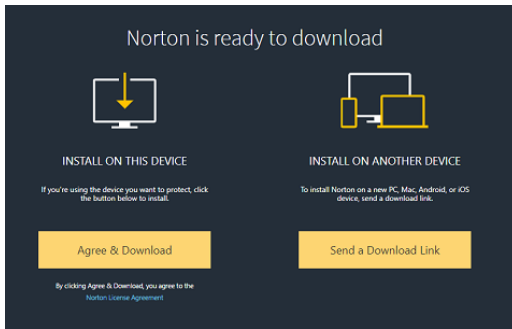 Norton is ready to download
INSTALL ON THIS DEVICE
If you're using the device you want to protect, click
the button below to install.
Agree & Download
By clicking Agree & Download, you agree to the
Norton License Agreement
INSTALL ON ANOTHER DEVICE
To install Norton on a new PC, Mac, Android, or iOS
device, send a download link.
Send a Download Link